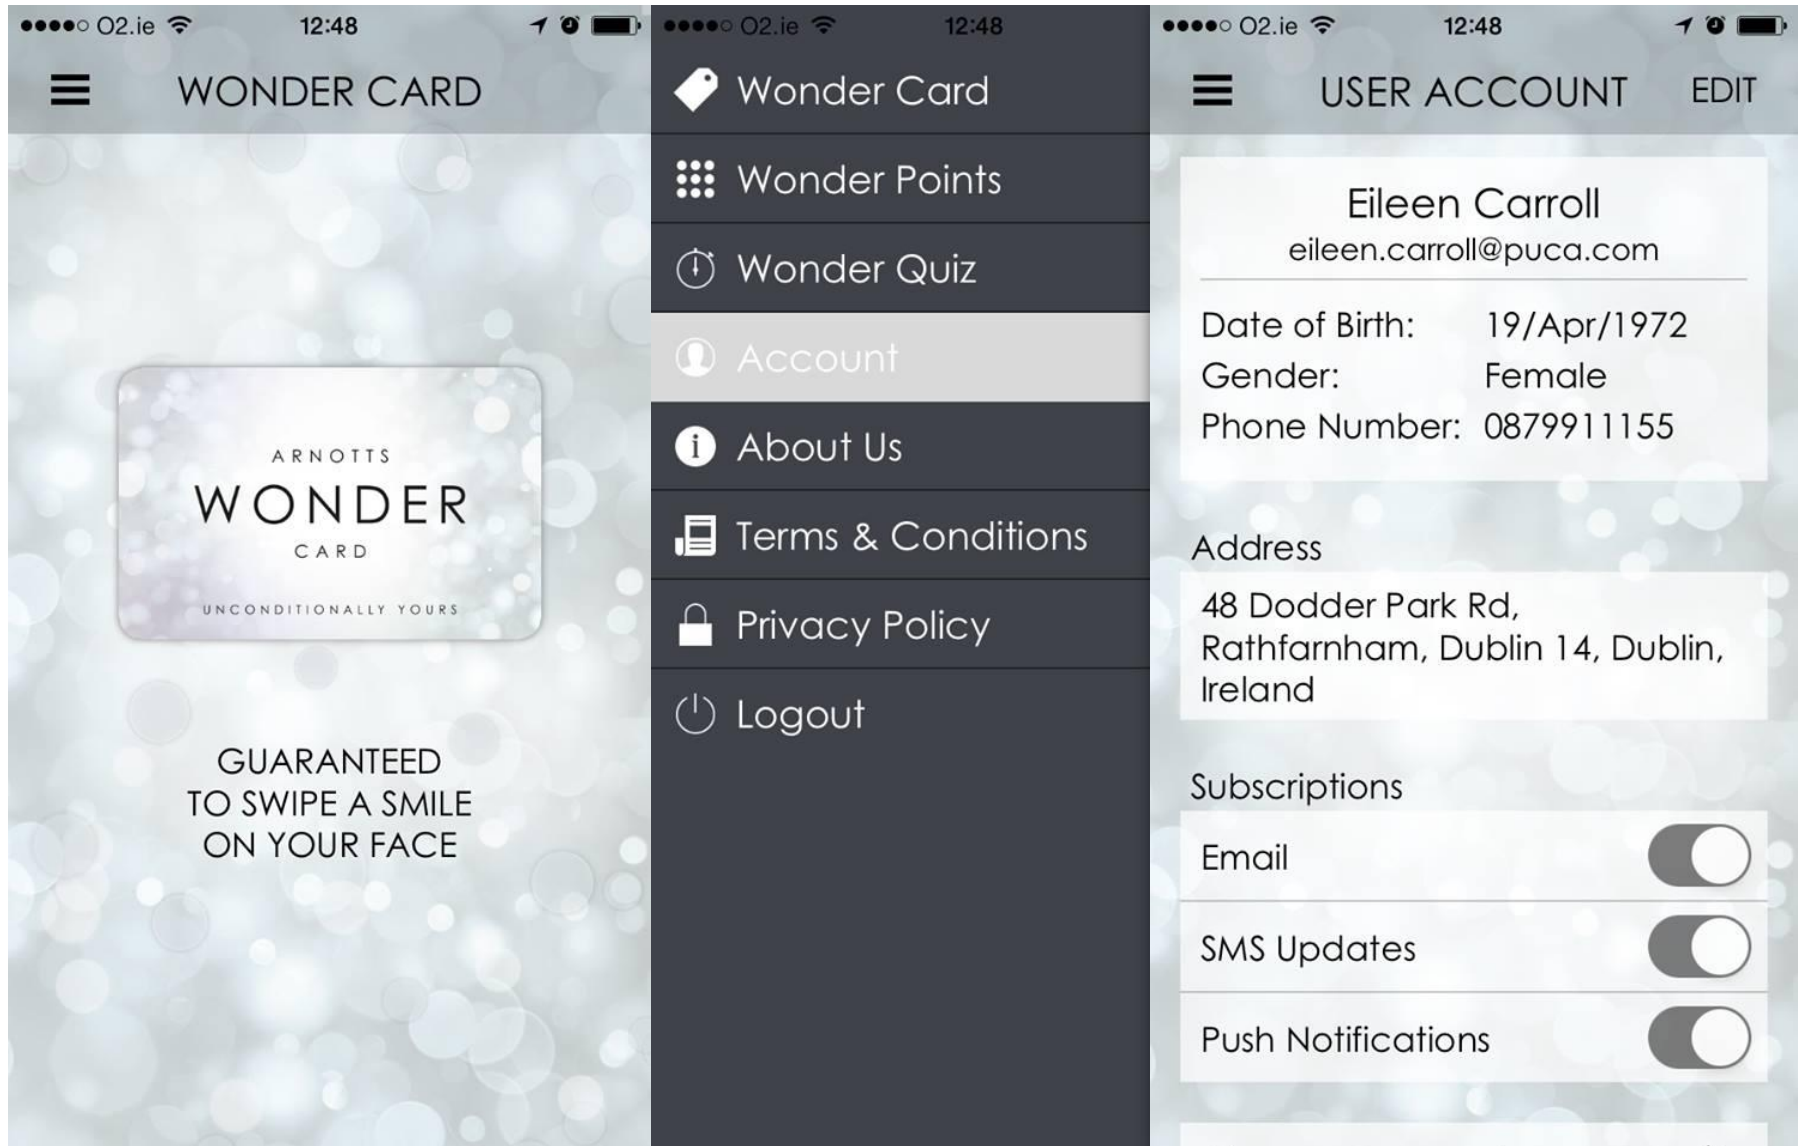 O2.ie 12:48
WONDER CARD
ARNOTTS
WONDER
CARD
UNCONDITIONALLY YOURS
GUARANTEED
TO SWIPE A SMILE
ON YOUR FACE
O2.ie 12:48
Wonder Card
Wonder Points
Wonder Quiz
Account
About Us
Terms & Conditions
Privacy Policy
Logout
O2.ie 12:48
USER ACCOUNT EDIT
Eileen Carroll
eileen.carroll@puca.com
Date of Birth: 19/Apr/1972
Gender: Female
Phone Number: 0879911155
Address
48 Dodder Park Rd,
Rathfarnham, Dublin 14, Dublin,
Ireland
Subscriptions
Email
SMS Updates
Push Notifications